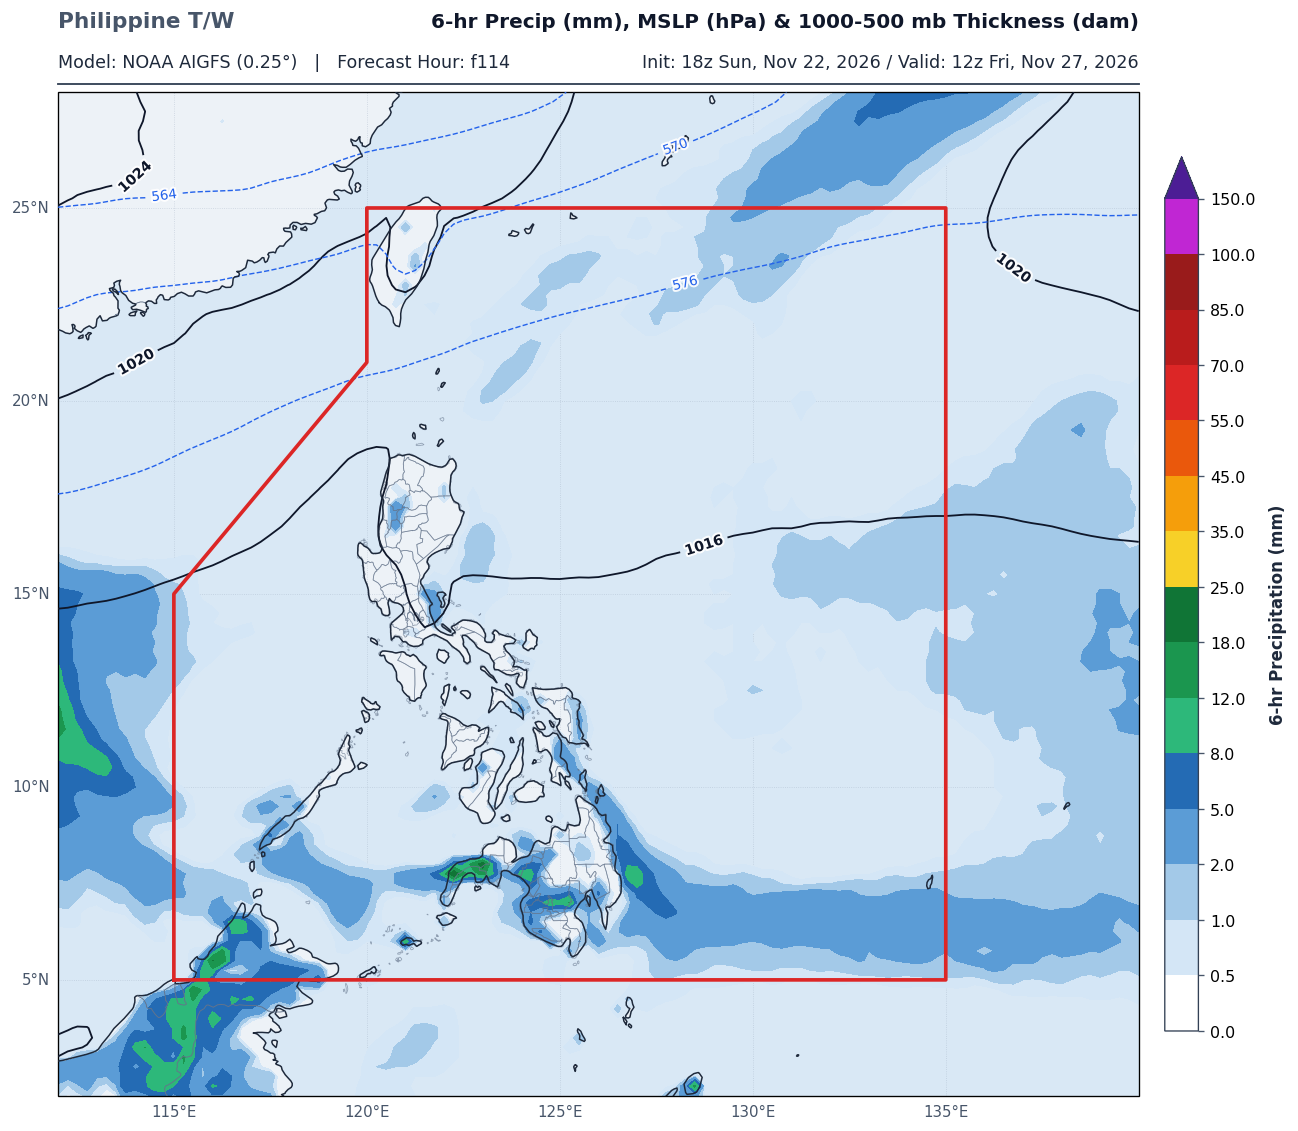 Philippine T/W
6-hr Precip (mm), MSLP (hPa) & 1000-500 mb Thickness (dam)
Model: NOAA AIGFS (0.25°) | Forecast Hour: f114
Init: 18z Sun, Nov 22, 2026 / Valid: 12z Fri, Nov 27, 2026
1024
564
570
576
1020
1020
1016
25°N
20°N
15°N
10°N
5°N
115°E
120°E
125°E
130°E
135°E
150.0
100.0
85.0
70.0
55.0
45.0
35.0
25.0
18.0
12.0
8.0
5.0
2.0
1.0
0.5
0.0
6-hr Precipitation (mm)